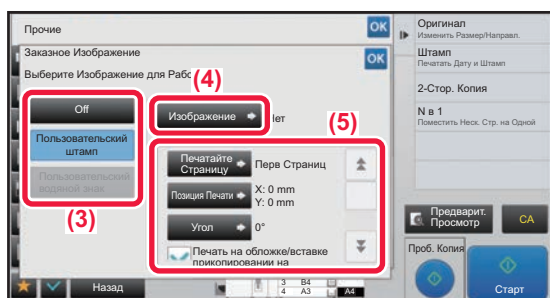 Прочие
OK
Заказное Изображение
OK
Выберите Изображение для Рабо
(4)
Off
Изображение
Нет
(5)
Пользовательский
штамп
Пользовательский
водяной знак
(3)
Печатайте
Страницу
Перв Страниц
Позиция Печати
X: 0 mm
Y: 0 mm
Угол
0°
Печать на обложке/вставке
прикопировании на
Назад
3 B4
4 A3
A4
Оригинал
Изменить Размер/Направл.
Штамп
Печатать Дату и Штамп
2-Стор. Копия
N в 1
Поместить Неск. Стр. на Одной
Предварит.
Просмотр
CA
Проб. Копия
Старт